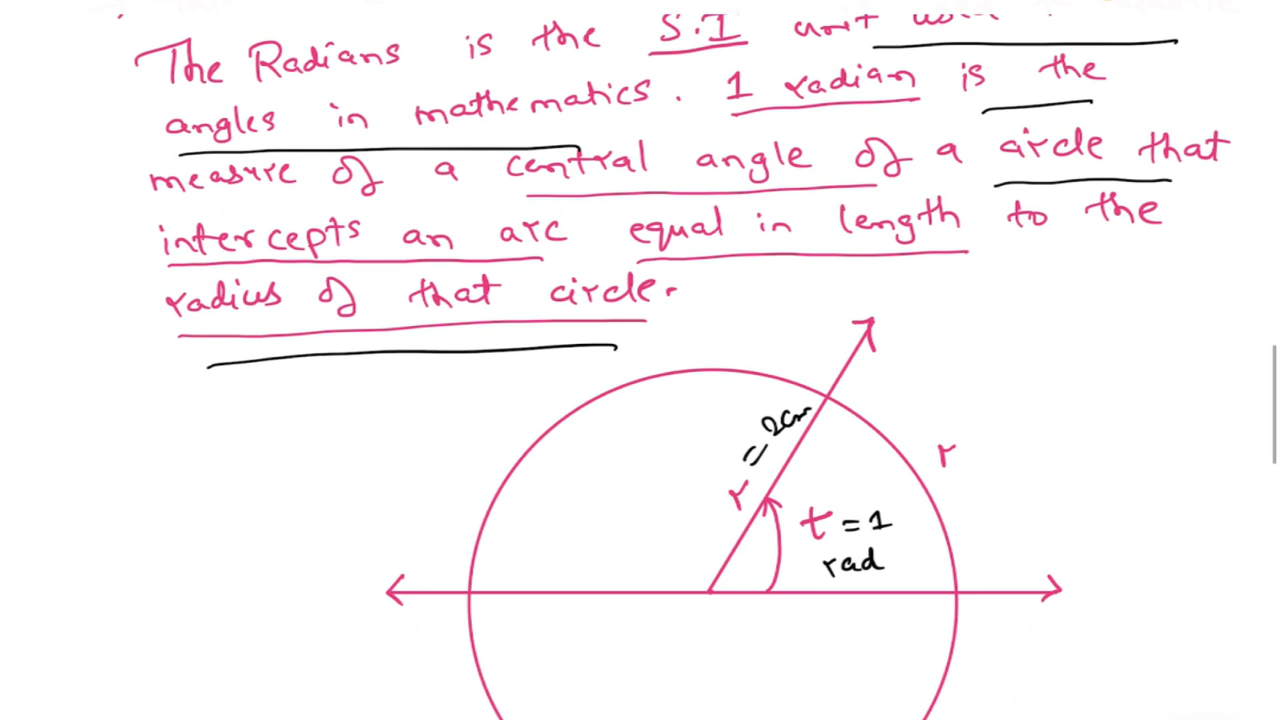 The Radians is the S.I unit
angles in mathematics. 1 radian is the
measure of a central angle of a circle that
intercepts an arc equal in length to the
radius of that circle.
r = 2cm
r
t = 1
rad